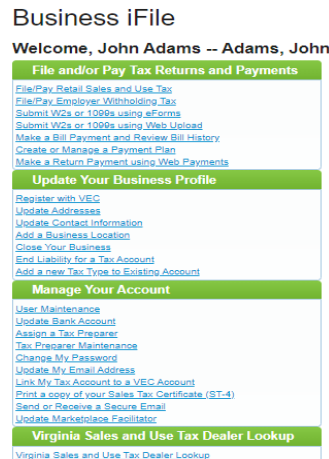 Business iFile
Welcome, John Adams -- Adams, John
File and/or Pay Tax Returns and Payments
File/Pay Retail Sales and Use Tax
File/Pay Employer Withholding Tax
Submit W2s or 1099s using eForms
Submit W2s or 1099s using Web Upload
Make a Bill Payment and Review Bill History
Create or Manage a Payment Plan
Make a Return Payment using Web Payments
Update Your Business Profile
Register with VEC
Update Addresses
Update Contact Information
Add a Business Location
Close Your Business
End Liability for a Tax Account
Add a new Tax Type to Existing Account
Manage Your Account
User Maintenance
Update Bank Account
Assign a Tax Preparer
Tax Preparer Maintenance
Change My Password
Update My Email Address
Link My Tax Account to a VEC Account
Print a copy of your Sales Tax Certificate (ST-4)
Send or Receive a Secure Email
Update Marketplace Facilitator
Virginia Sales and Use Tax Dealer Lookup
Virginia Sales and Use Tax Dealer Lookup